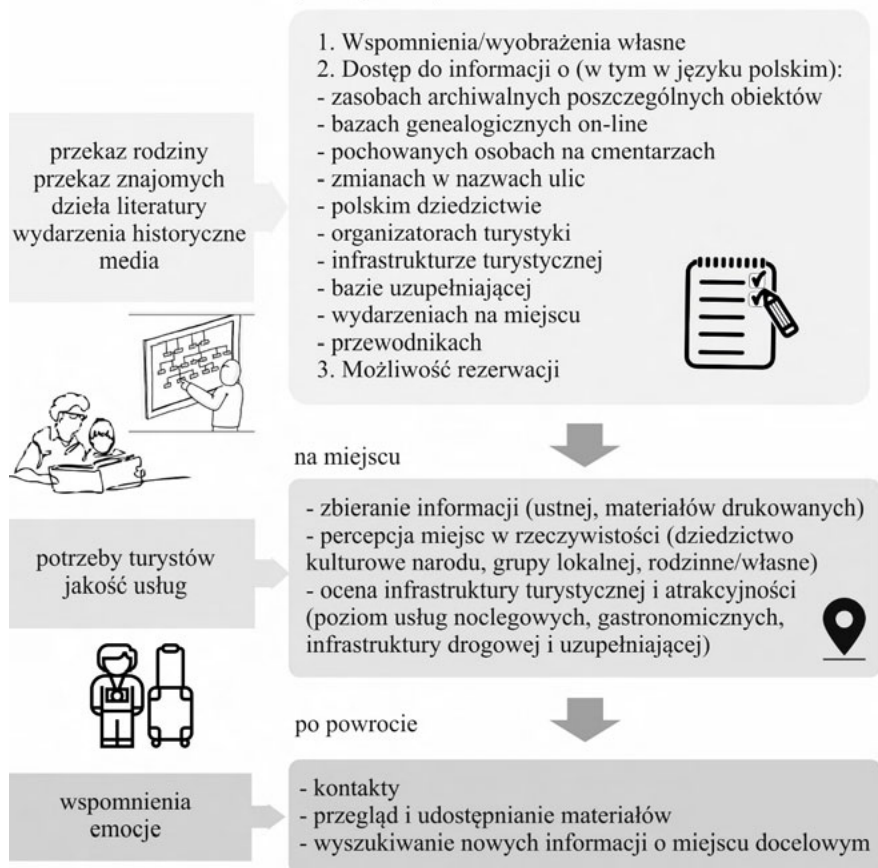 przekaz rodziny
przekaz znajomych
dzieła literatury
wydarzenia historyczne
media
1. Wspomnienia/wyobrażenia własne
2. Dostęp do informacji o (w tym w języku polskim):
- zasobach archiwalnych poszczególnych obiektów
- bazach genealogicznych on-line
- pochowanych osobach na cmentarzach
- zmianach w nazwach ulic
- polskim dziedzictwie
- organizatorach turystyki
- infrastrukturze turystycznej
- bazie uzupełniającej
- wydarzeniach na miejscu
- przewodnikach
3. Możliwość rezerwacji
na miejscu
potrzeby turystów
jakość usług
- zbieranie informacji (ustnej, materiałów drukowanych)
- percepcja miejsc w rzeczywistości (dziedzictwo
kulturowe narodu, grupy lokalnej, rodzinne/własne)
- ocena infrastruktury turystycznej i atrakcyjności
(poziom usług noclegowych, gastronomicznych,
infrastruktury drogowej i uzupełniającej)
po powrocie
wspomnienia
emocje
- kontakty
- przegląd i udostępnianie materiałów
- wyszukiwanie nowych informacji o miejscu docelowym